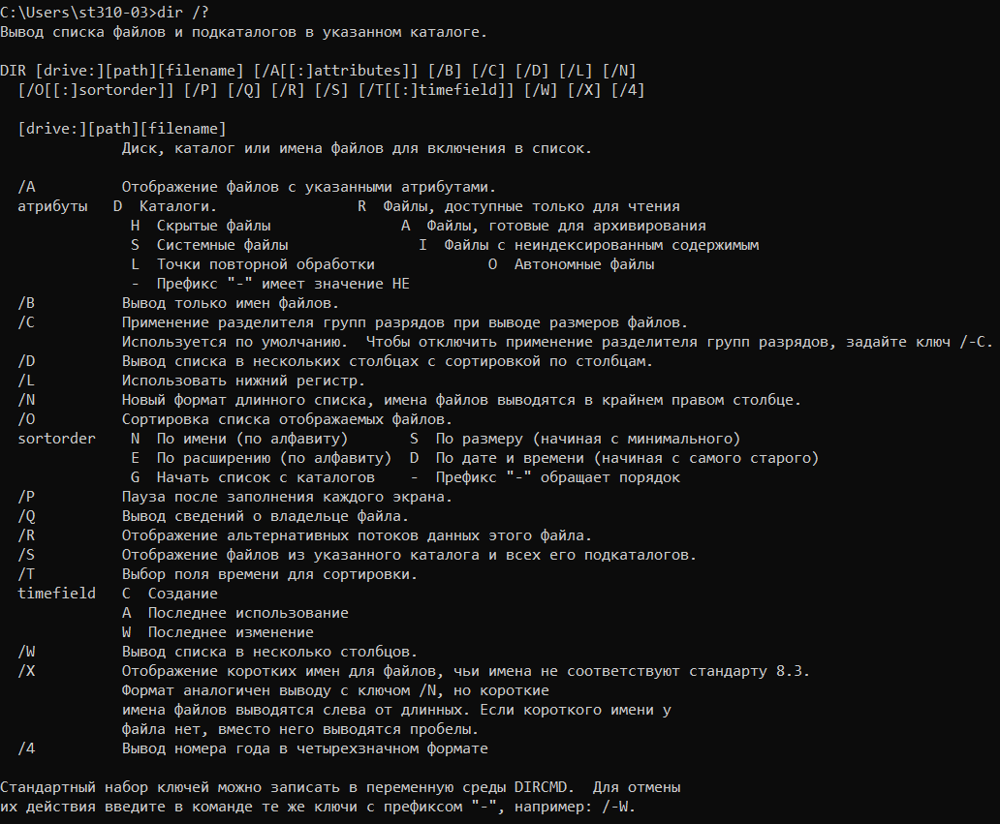 C:\Users\st310-03>dir /?
Вывод списка файлов и подкаталогов в указанном каталоге.

DIR [drive:][path][filename] [/A[[:]attributes]] [/B] [/C] [/D] [/L] [/N]
  [/O[[:]sortorder]] [/P] [/Q] [/R] [/S] [/T[[:]timefield]] [/W] [/X] [/4]

  [drive:][path][filename]
              Диск, каталог или имена файлов для включения в список.

  /A          Отображение файлов с указанными атрибутами.
  атрибуты   D  Каталоги.                R  Файлы, доступные только для чтения
               H  Скрытые файлы               A  Файлы, готовые для архивирования
               S  Системные файлы               I  Файлы с неиндексированным содержимым
               L  Точки повторной обработки             O  Автономные файлы
               -  Префикс "-" имеет значение НЕ
  /B          Вывод только имен файлов.
  /C          Применение разделителя групп разрядов при выводе размеров файлов.
              Используется по умолчанию.  Чтобы отключить применение разделителя групп разрядов, задайте ключ /-C.
  /D          Вывод списка в нескольких столбцах с сортировкой по столбцам.
  /L          Использовать нижний регистр.
  /N          Новый формат длинного списка, имена файлов выводятся в крайнем правом столбце.
  /O          Сортировка списка отображаемых файлов.
  sortorder    N  По имени (по алфавиту)       S  По размеру (начиная с минимального)
               E  По расширению (по алфавиту)  D  По дате и времени (начиная с самого старого)
               G  Начать список с каталогов    -  Префикс "-" обращает порядок
  /P          Пауза после заполнения каждого экрана.
  /Q          Вывод сведений о владельце файла.
  /R          Отображение альтернативных потоков данных этого файла.
  /S          Отображение файлов из указанного каталога и всех его подкаталогов.
  /T          Выбор поля времени для сортировки.
  timefield   C  Создание
              A  Последнее использование
              W  Последнее изменение
  /W          Вывод списка в несколько столбцов.
  /X          Отображение коротких имен для файлов, чьи имена не соответствуют стандарту 8.3.
              Формат аналогичен выводу с ключом /N, но короткие
              имена файлов выводятся слева от длинных. Если короткого имени у
              файла нет, вместо него выводятся пробелы.
  /4          Вывод номера года в четырехзначном формате

Стандартный набор ключей можно записать в переменную среды DIRCMD.  Для отмены
их действия введите в команде те же ключи с префиксом "-", например: /-W.